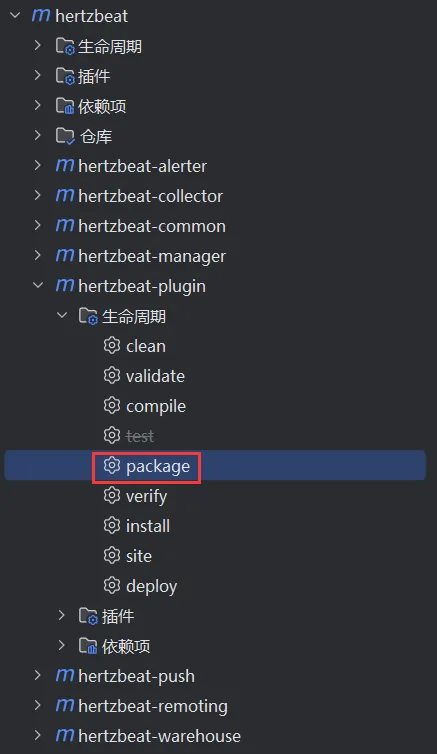 hertzbeat
生命周期
插件
依赖项
仓库
hertzbeat-alerter
hertzbeat-collector
hertzbeat-common
hertzbeat-manager
hertzbeat-plugin
生命周期
clean
validate
compile
test
package
verify
install
site
deploy
插件
依赖项
hertzbeat-push
hertzbeat-remoting
hertzbeat-warehouse